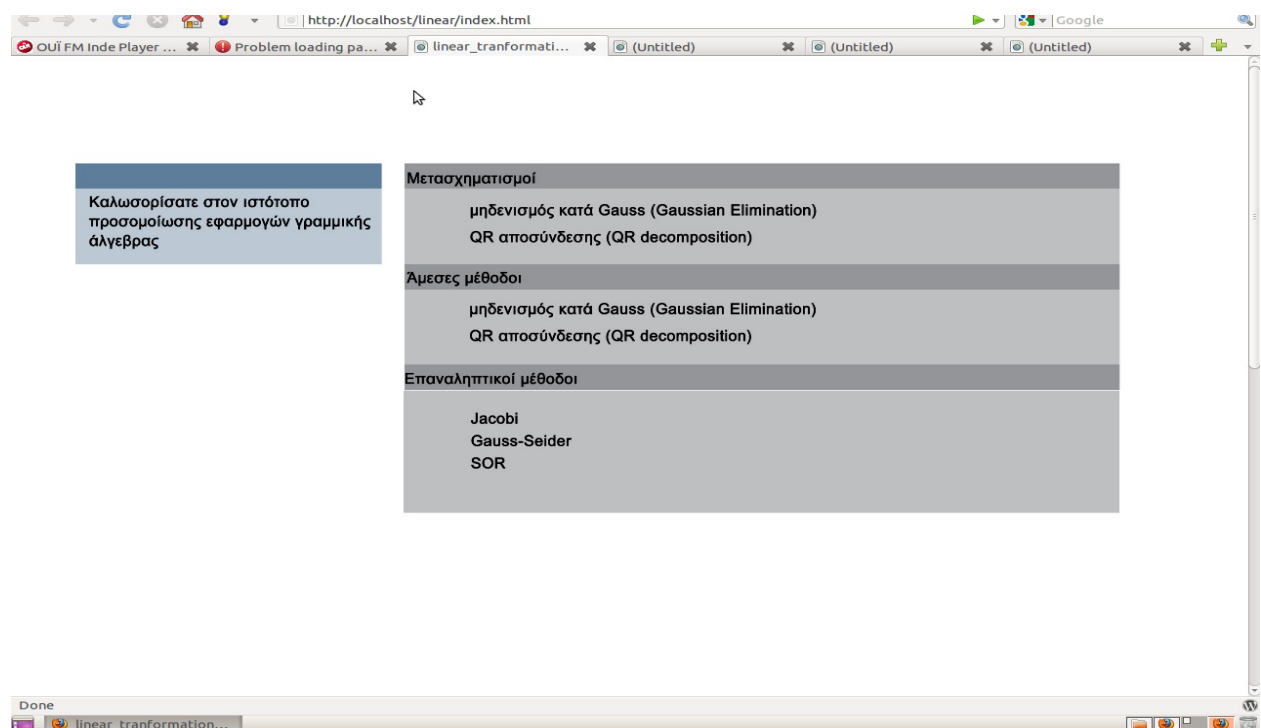 http://localhost/linear/index.html
Google
OUÏ FM Inde Player ...
Problem loading pa...
linear_tranformati...
(Untitled)
(Untitled)
(Untitled)
Καλωσορίσατε στον ιστότοπο
προσομοίωσης εφαρμογών γραμμικής
άλγεβρας
Μετασχηματισμοί
μηδενισμός κατά Gauss (Gaussian Elimination)
QR αποσύνδεσης (QR decomposition)
Άμεσες μέθοδοι
μηδενισμός κατά Gauss (Gaussian Elimination)
QR αποσύνδεσης (QR decomposition)
Επαναληπτικοί μέθοδοι
Jacobi
Gauss-Seider
SOR
Done
linear_tranformation...